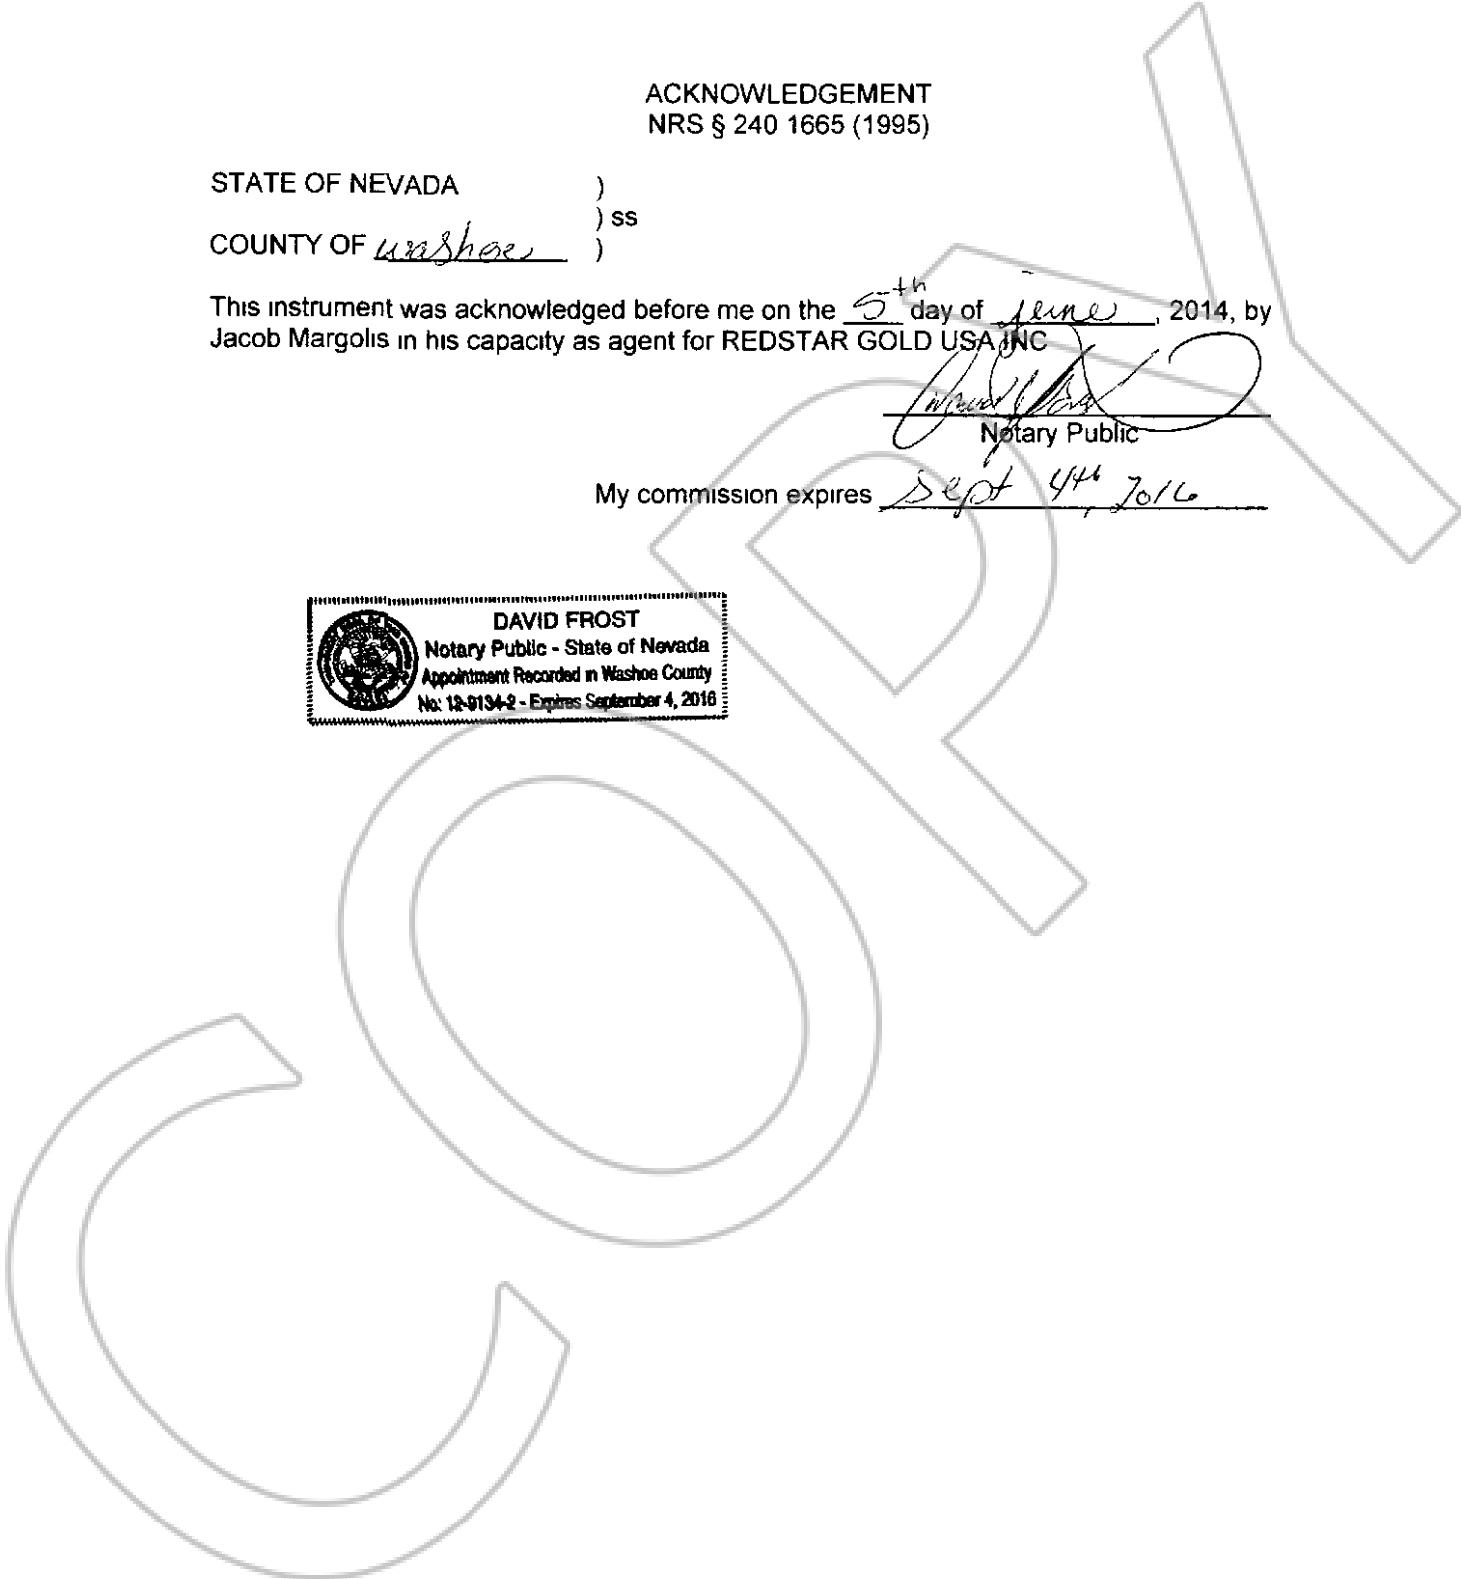 ACKNOWLEDGEMENT
NRS § 240 1665 (1995)
STATE OF NEVADA )
) ss
COUNTY OF washoe )
This instrument was acknowledged before me on the 5th day of june, 2014, by
Jacob Margolis in his capacity as agent for REDSTAR GOLD USA INC
Notary Public
My commission expires Sept 4th, 2016
DAVID FROST
Notary Public - State of Nevada
Appointment Recorded in Washoe County
No: 12-9134-2 - Expires September 4, 2016
COPY